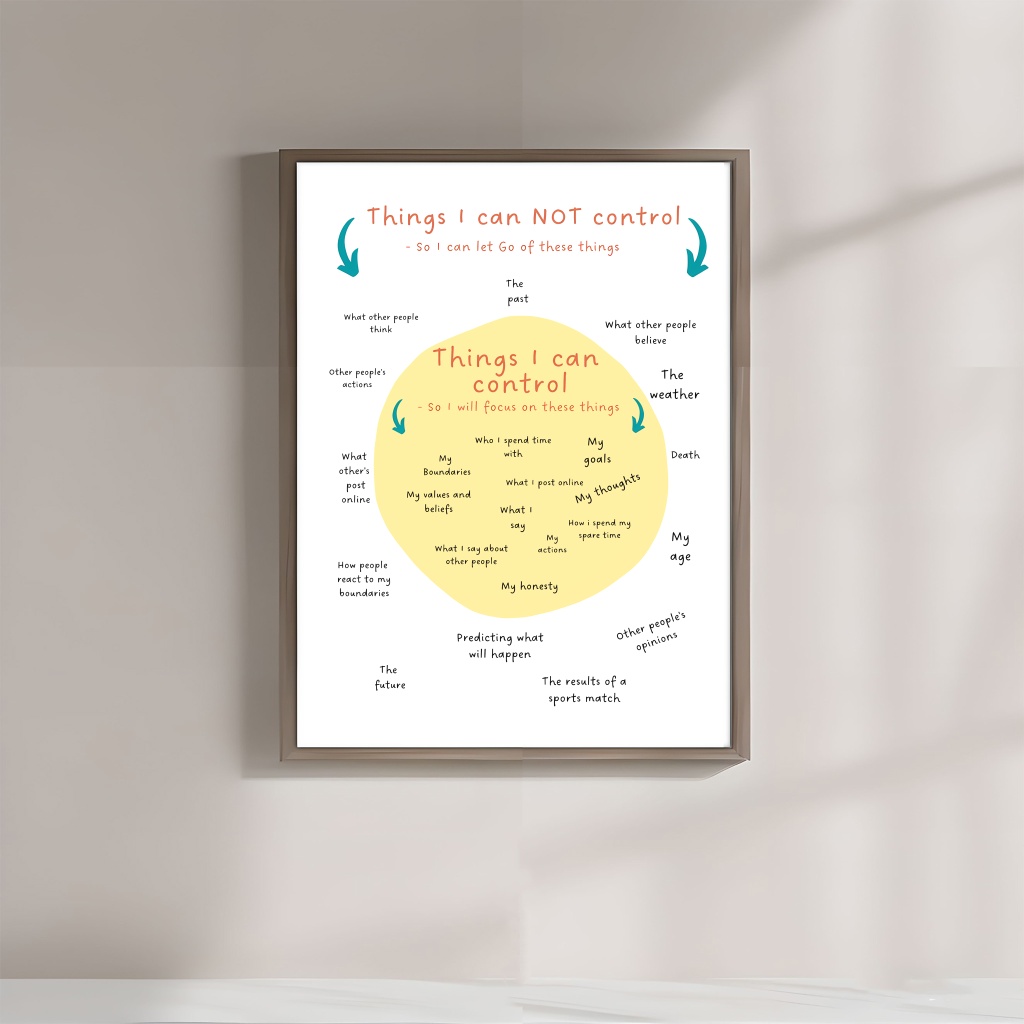 Things I can NOT control
- So I can let Go of these things
The
past
What other people
think
What other people
believe
Other people's
actions
The
weather
What
other's
post
online
Death
My
age
How people
react to my
boundaries
Other people's
opinions
Predicting what
will happen
The
future
The results of a
sports match
Things I can
control
- So I will focus on these things
Who I spend time
with
My
goals
My
Boundaries
What I post online
My thoughts
My values and
beliefs
What I
say
How i spend my
spare time
My
actions
What I say about
other people
My honesty